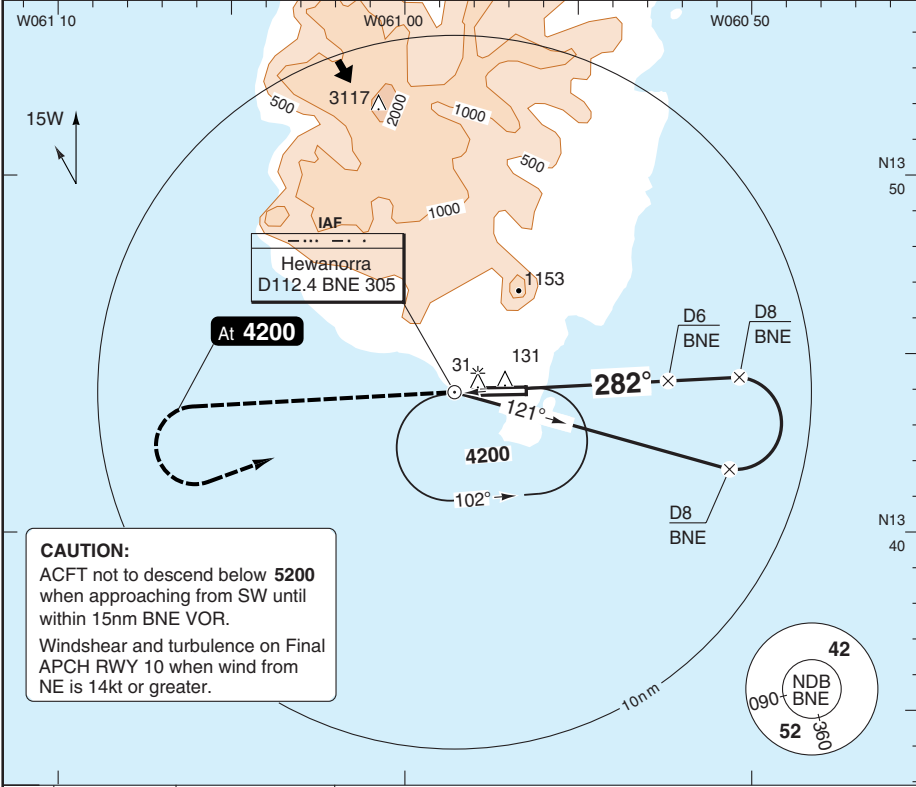 W061 10
W061 00
W060 50
15W
3117
2000
500
1000
500
1000
N13
50
IAF
Hewanorra
D112.4 BNE 305
1153
At 4200
D6
BNE
D8
BNE
31
131
282°
121°
4200
102°
D8
BNE
N13
40
CAUTION:
ACFT not to descend below 5200
when approaching from SW until
within 15nm BNE VOR.
Windshear and turbulence on Final
APCH RWY 10 when wind from
NE is 14kt or greater.
10nm
42
NDB
BNE
090
52
360